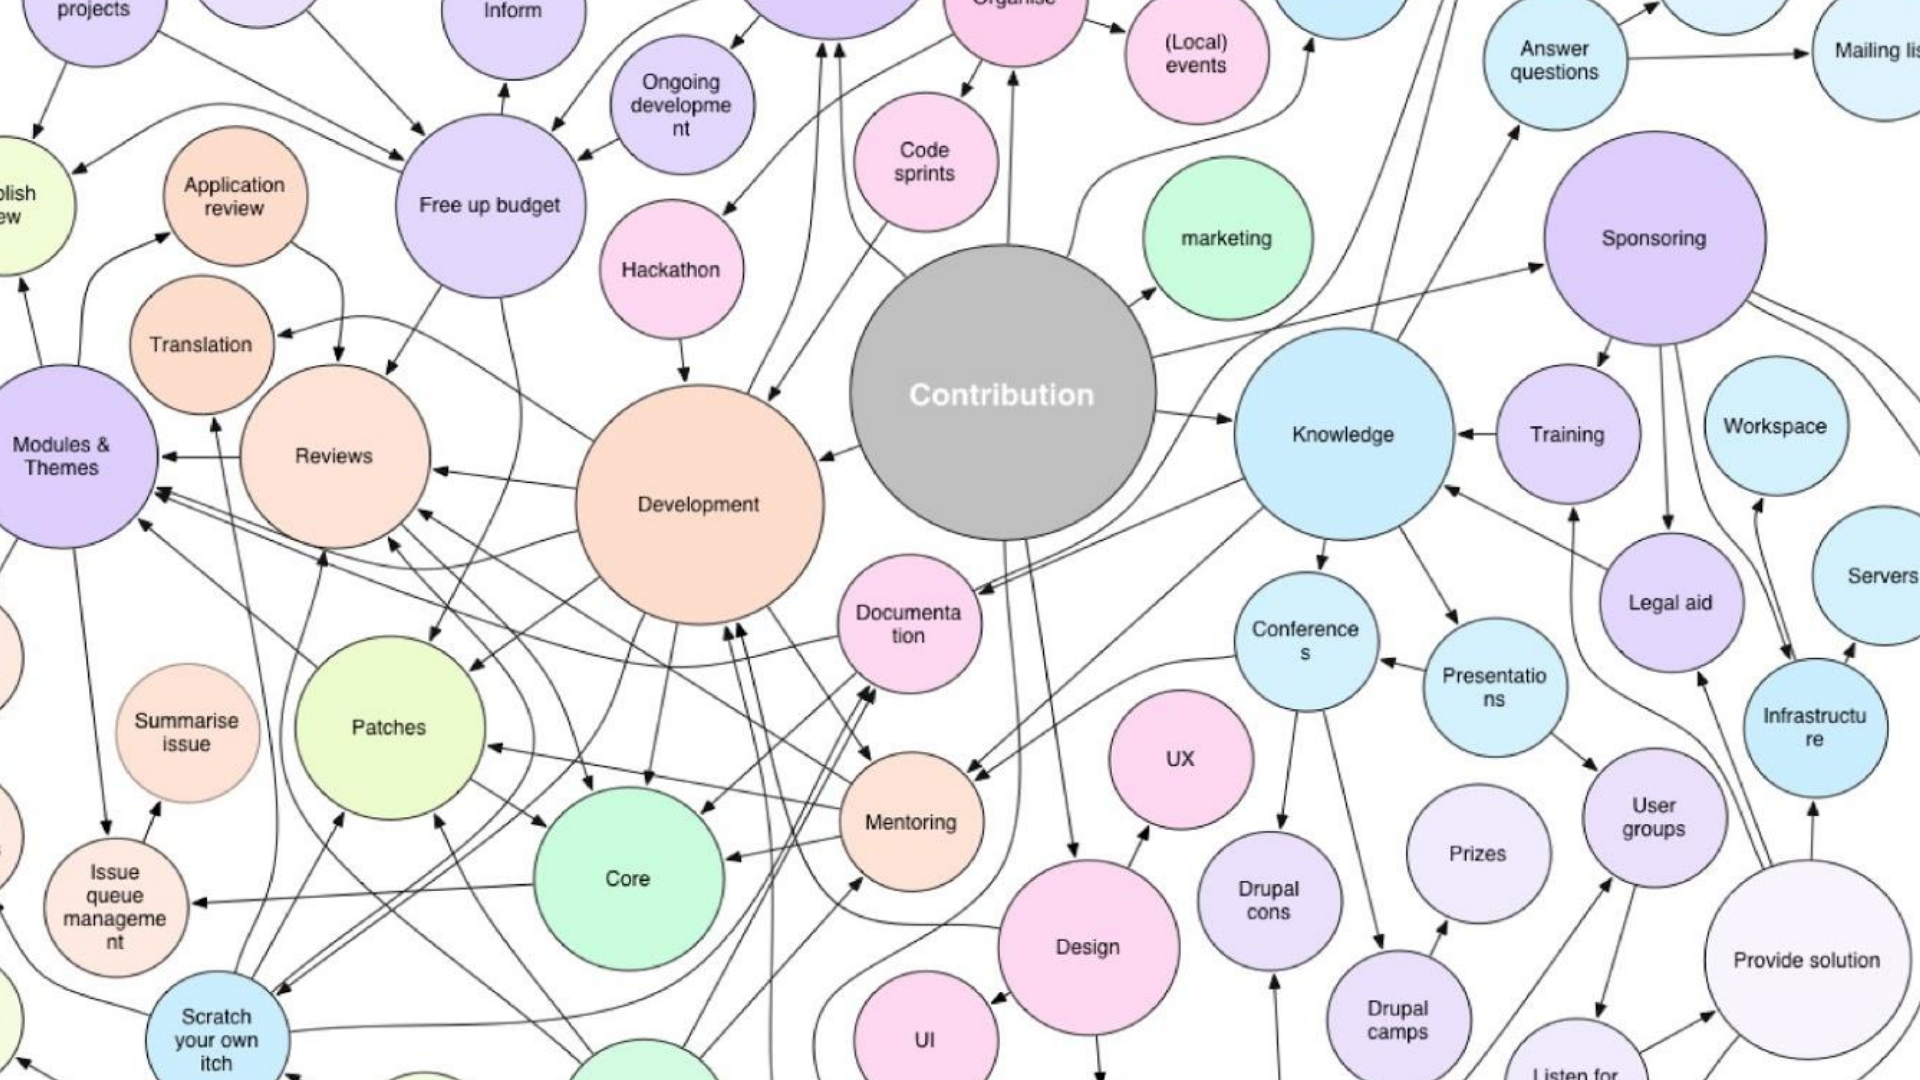 projects
Inform
Organise
(Local)
events
Answer
questions
Mailing
Ongoing
developme
nt
Code
sprints
Application
review
Free up budget
marketing
Sponsoring
Hackathon
Translation
Contribution
Modules &
Themes
Reviews
Knowledge
Training
Workspace
Development
Documenta
tion
Legal aid
Servers
Conference
s
Presentatio
ns
Infrastructu
re
Summarise
issue
Patches
UX
Mentoring
User
groups
Prizes
Issue
queue
manageme
nt
Core
Drupal
cons
Design
Provide solution
Scratch
your own
itch
UI
Drupal
camps
Listen for